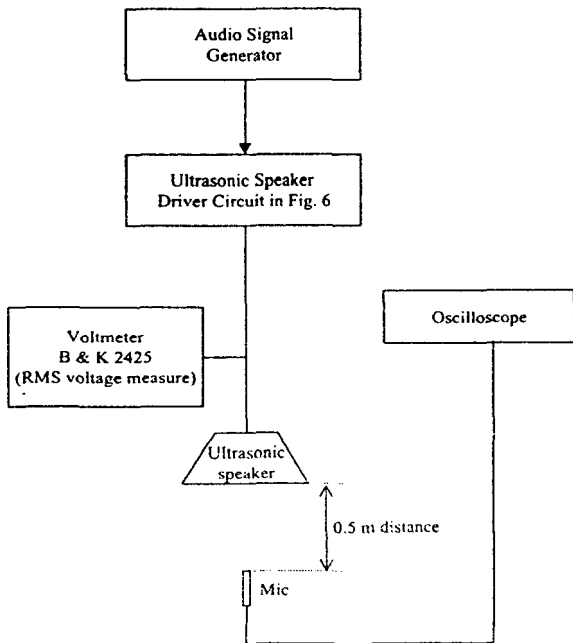 Audio Signal
Generator
Ultrasonic Speaker
Driver Circuit in Fig. 6
Voltmeter
B & K 2425
(RMS voltage measure)
Oscilloscope
Ultrasonic
speaker
0.5 m distance
Mic